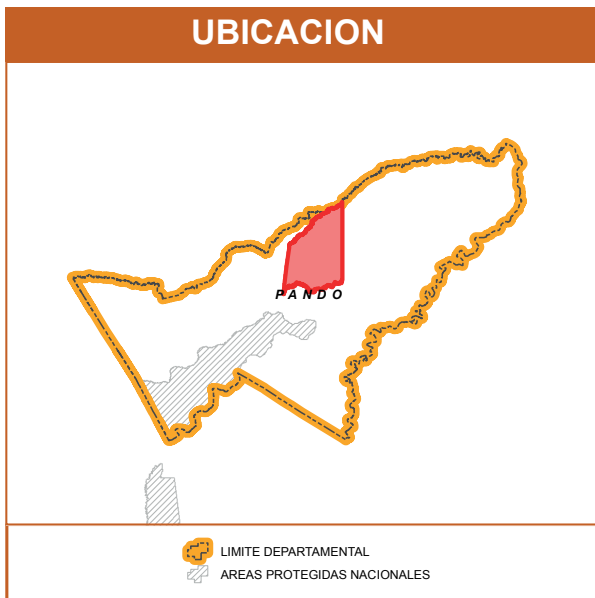 UBICACION
PANDO
LIMITE DEPARTAMENTAL
AREAS PROTEGIDAS NACIONALES